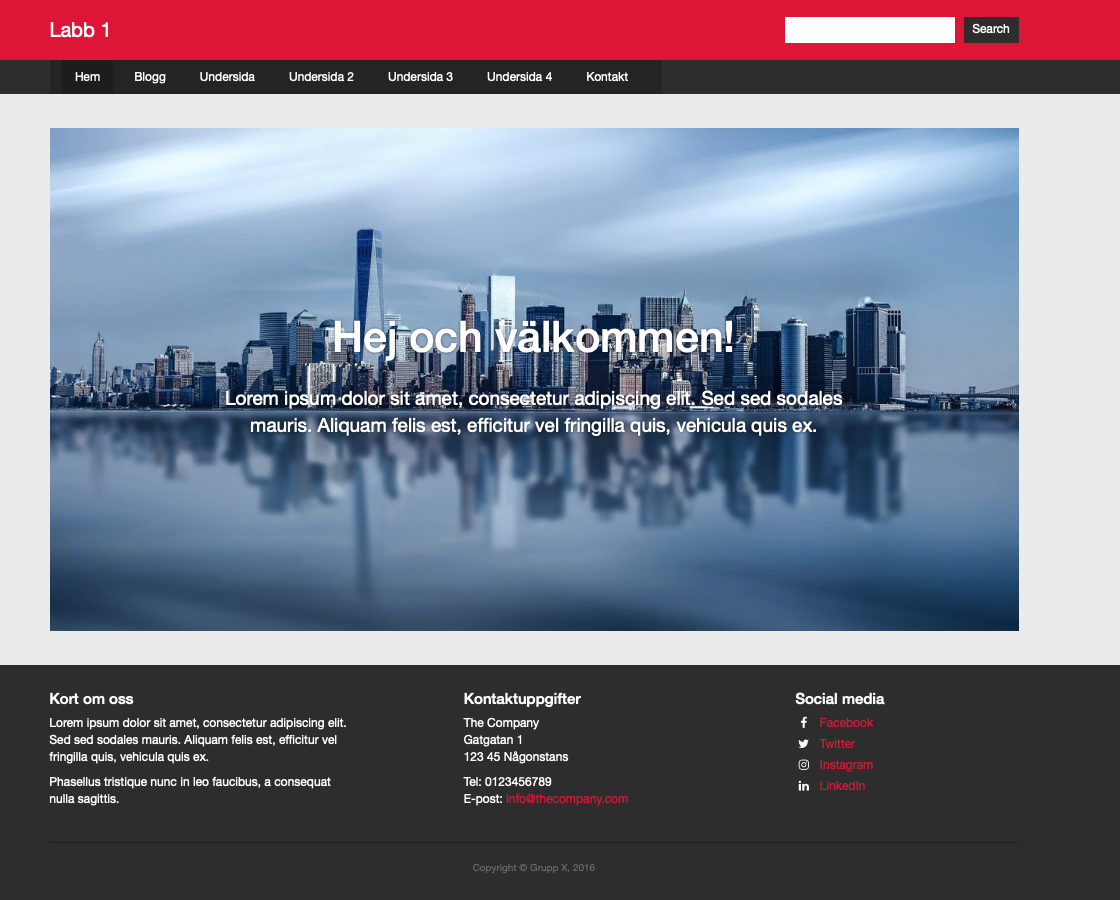 Labb 1
Search
Hem Blogg Undersida Undersida 2 Undersida 3 Undersida 4 Kontakt
Hej och välkommen!
Lorem ipsum dolor sit amet, consectetur adipiscing elit. Sed sed sodales
mauris. Aliquam felis est, efficitur vel fringilla quis, vehicula quis ex.
Kort om oss
Lorem ipsum dolor sit amet, consectetur adipiscing elit.
Sed sed sodales mauris. Aliquam felis est, efficitur vel
fringilla quis, vehicula quis ex.
Phasellus tristique nunc in leo faucibus, a consequat
nulla sagittis.
Kontaktuppgifter
The Company
Gatgatan 1
123 45 Någonstans
Tel: 0123456789
E-post: info@thecompany.com
Social media
Facebook
Twitter
Instagram
LinkedIn
Copyright © Grupp X, 2016